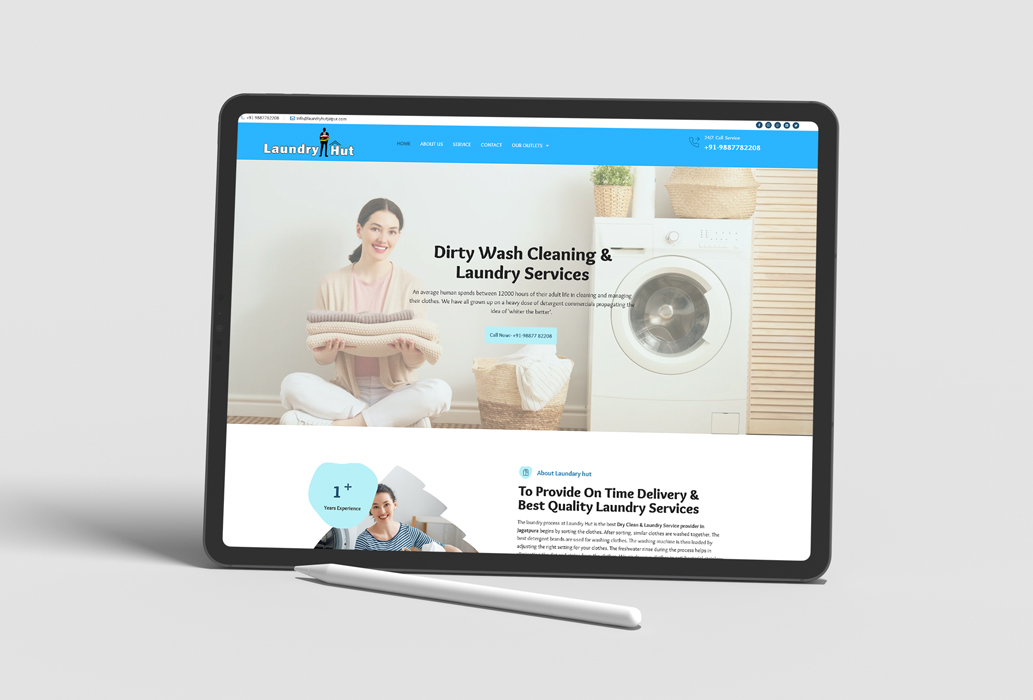 +91 9887782208 info@laundryhutjaipur.com
Laundry Hut
HOME ABOUT US SERVICE CONTACT OUR OUTLETS
24/7 Call Service
+91-9887782208
Dirty Wash Cleaning &
Laundry Services
An average human spends between 12000 hours of their adult life in cleaning and managing
their clothes. We have all grown up on a heavy dose of detergent commercials propagating the
idea of 'whiter the better'.
Call Now:- +91-98877 82208
1+
Years Experience
About Laundary hut
To Provide On Time Delivery &
Best Quality Laundry Services
The laundry process at Laundry Hut is the best Dry Clean & Laundry Service provider in
Jagatpura begins by sorting the clothes. After sorting, similar clothes are washed together. The
best detergent brands are used for washing clothes. The washing machine is then loaded by
adjusting the right setting for your clothes. The freshwater rinse during the process helps in